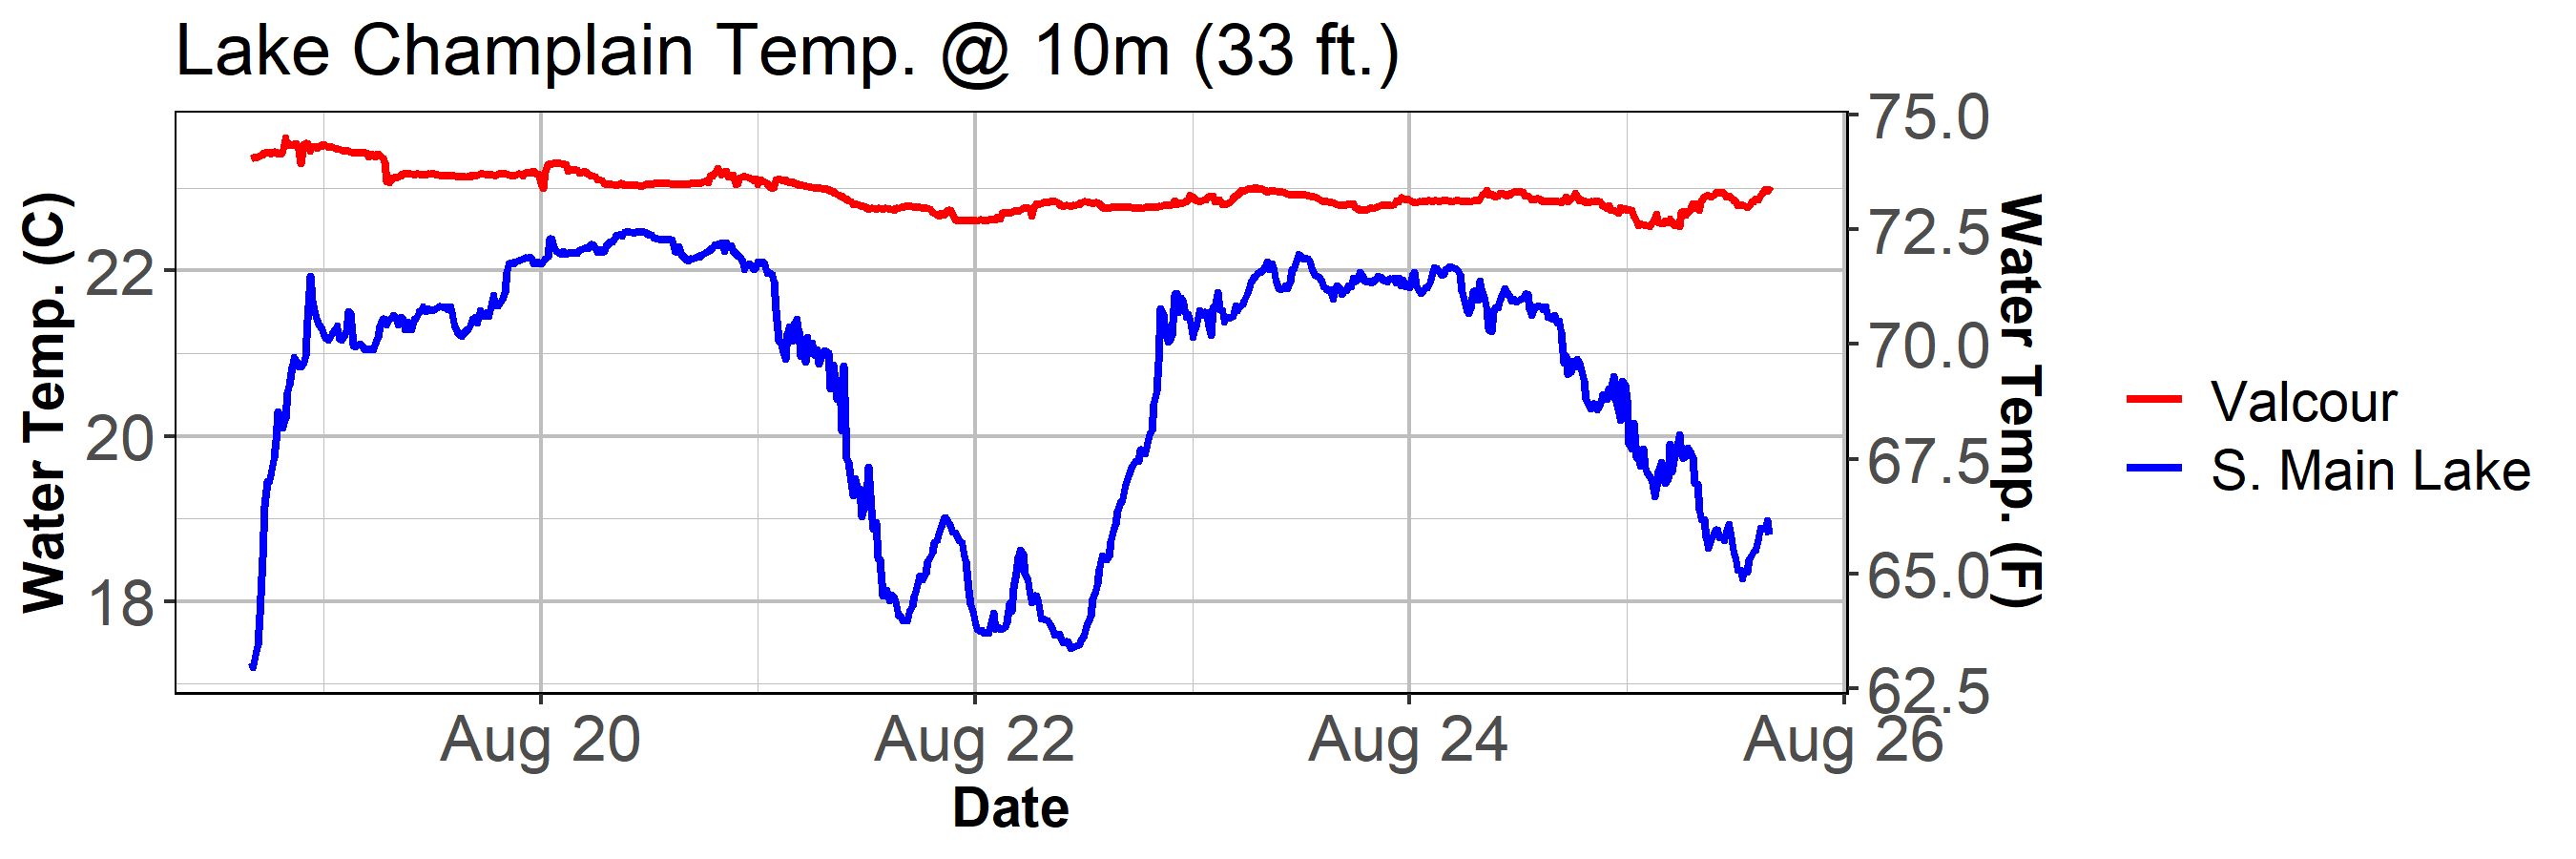 Lake Champlain Temp. @ 10m (33 ft.)
Water Temp. (C)
22
20
18
75.0
72.5
70.0
67.5
65.0
62.5
Water Temp. (F)
Aug 20
Aug 22
Aug 24
Aug 26
Date
Valcour
S. Main Lake